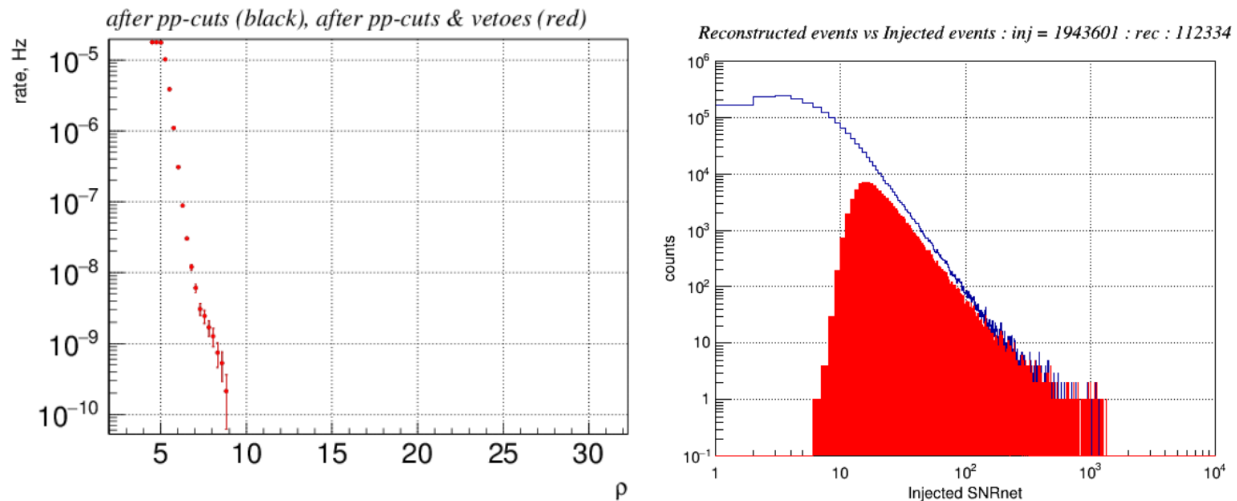 after pp-cuts (black), after pp-cuts & vetoes (red)
rate, Hz
10⁻⁵
10⁻⁶
10⁻⁷
10⁻⁸
10⁻⁹
10⁻¹⁰
5 10 15 20 25 30
ρ
Reconstructed events vs Injected events : inj = 1943601 : rec : 112334
counts
10⁶
10⁵
10⁴
10³
10²
10
1
10⁻¹
1 10 10² 10³ 10⁴
Injected SNRnet